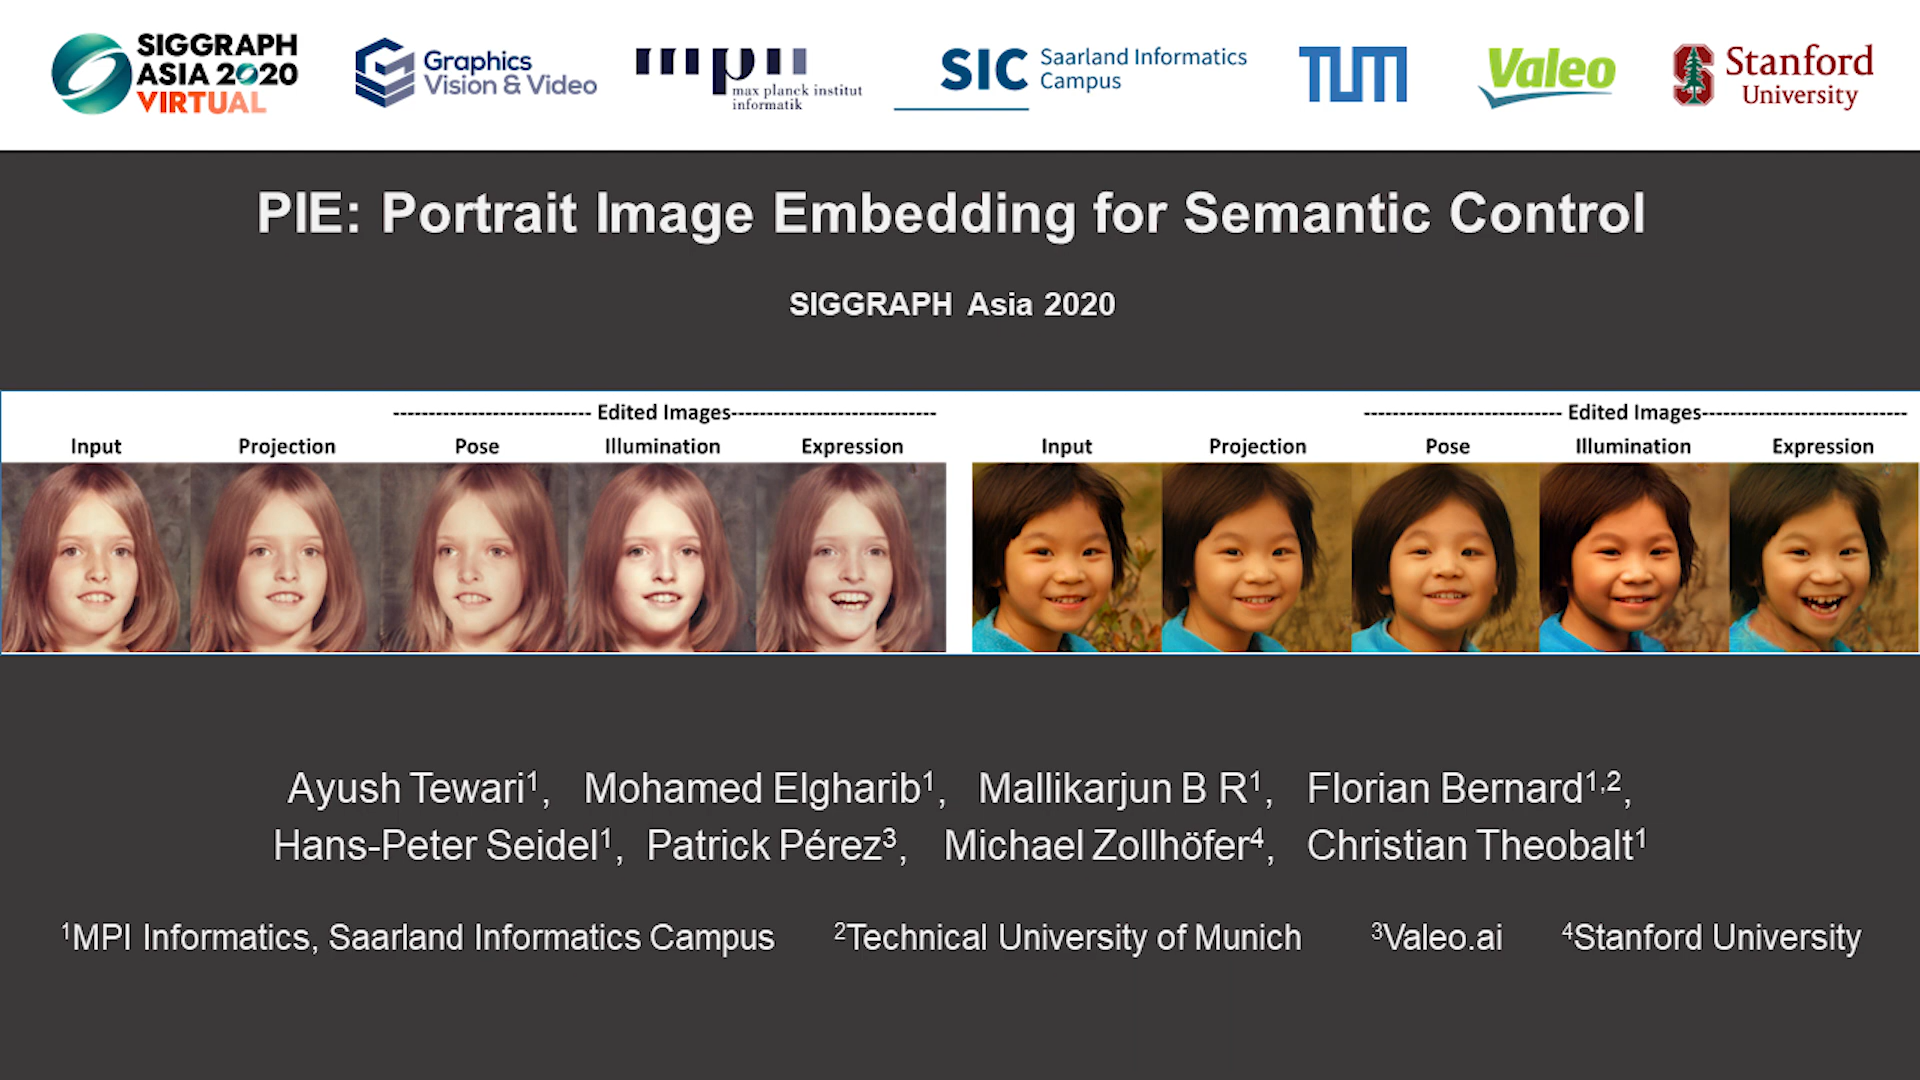 SIGGRAPH
ASIA 2020
VIRTUAL
Graphics
Vision & Video
mpii
max planck institut
informatik
SIC
Saarland Informatics
Campus
TUM
Valeo
S
Stanford
University
PIE: Portrait Image Embedding for Semantic Control
SIGGRAPH Asia 2020
--------------------------- Edited Images----------------------------
Input Projection Pose Illumination Expression
--------------------------- Edited Images----------------------------
Input Projection Pose Illumination Expression
Ayush Tewari¹, Mohamed Elgharib¹, Mallikarjun B R¹, Florian Bernard¹,²,
Hans-Peter Seidel¹, Patrick Pérez³, Michael Zollhöfer⁴, Christian Theobalt¹
¹MPI Informatics, Saarland Informatics Campus ²Technical University of Munich ³Valeo.ai ⁴Stanford University